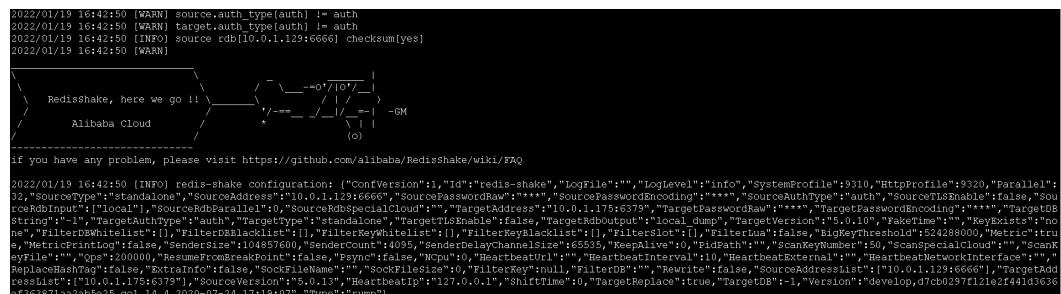 2022/01/19 16:42:50 [WARN] source.auth_type[auth] != auth
2022/01/19 16:42:50 [WARN] target.auth_type[auth] != auth
2022/01/19 16:42:50 [INFO] source rdb[10.0.1.129:6666] checksum[yes]
2022/01/19 16:42:50 [WARN]
RedisShake, here we go !!
-GM
Alibaba Cloud
if you have any problem, please visit https://github.com/alibaba/RedisShake/wiki/FAQ
2022/01/19 16:42:50 [INFO] redis-shake configuration: {"ConfVersion":1,"Id":"redis-shake","LogFile":"","LogLevel":"info","SystemProfile":9310,"HttpProfile":9320,"Parallel":
32,"SourceType":"standalone","SourceAddress":"10.0.1.129:6666","SourcePasswordRaw":"***","SourcePasswordEncoding":"***","SourceAuthType":"auth","SourceTLSEnable":false,"Sou
rceRdbInput":["local"],"SourceRdbParallel":0,"SourceRdbSpecialCloud":"","TargetAddress":"10.0.1.175:6379","TargetPasswordRaw":"***","TargetPasswordEncoding":"***","TargetDB
String":"-1","TargetAuthType":"auth","TargetType":"standalone","TargetTLSEnable":false,"TargetRdbOutput":"local_dump","TargetVersion":"5.0.10","FakeTime":"","KeyExists":"no
ne","FilterDBWhitelist":[],"FilterDBBlacklist":[],"FilterKeyWhitelist":[],"FilterKeyBlacklist":[],"FilterSlot":[],"FilterLua":false,"BigKeyThreshold":524288000,"Metric":tru
e,"MetricPrintLog":false,"SenderSize":104857600,"SenderCount":4095,"SenderDelayChannelSize":65535,"KeepAlive":0,"PidPath":"","ScanKeyNumber":50,"ScanSpecialCloud":"","ScanK
eyFile":"","Qps":200000,"ResumeFromBreakPoint":false,"Psync":false,"NCpu":0,"HeartbeatUrl":"","HeartbeatInterval":10,"HeartbeatExternal":"","HeartbeatNetworkInterface":"","
ReplaceHashTag":false,"ExtraInfo":false,"SockFileName":"","SockFileSize":0,"FilterKey":null,"FilterDB":"","Rewrite":false,"SourceAddressList":["10.0.1.129:6666"],"TargetAd
ressList":["10.0.1.175:6379"],"SourceVersion":"5.0.13","HeartbeatIp":"127.0.0.1","ShiftTime":0,"TargetReplace":true,"TargetDB":-1,"Version":"develop,d7cb0297f121e2f441d363c